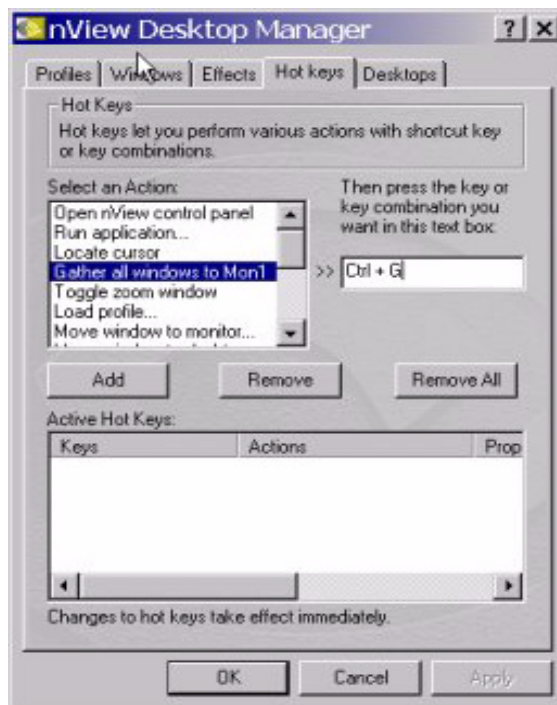 nView Desktop Manager
Profiles Windows Effects Hot keys Desktops
Hot Keys
Hot keys let you perform various actions with shortcut key
or key combinations.
Select an Action:
Open nView control panel
Run application...
Locate cursor
Gather all windows to Mon1
Toggle zoom window
Load profile...
Move window to monitor...
Then press the key or
key combination you
want in this text box:
>> Ctrl + G
Add Remove Remove All
Active Hot Keys:
Keys Actions Prop
Changes to hot keys take effect immediately.
OK Cancel Apply